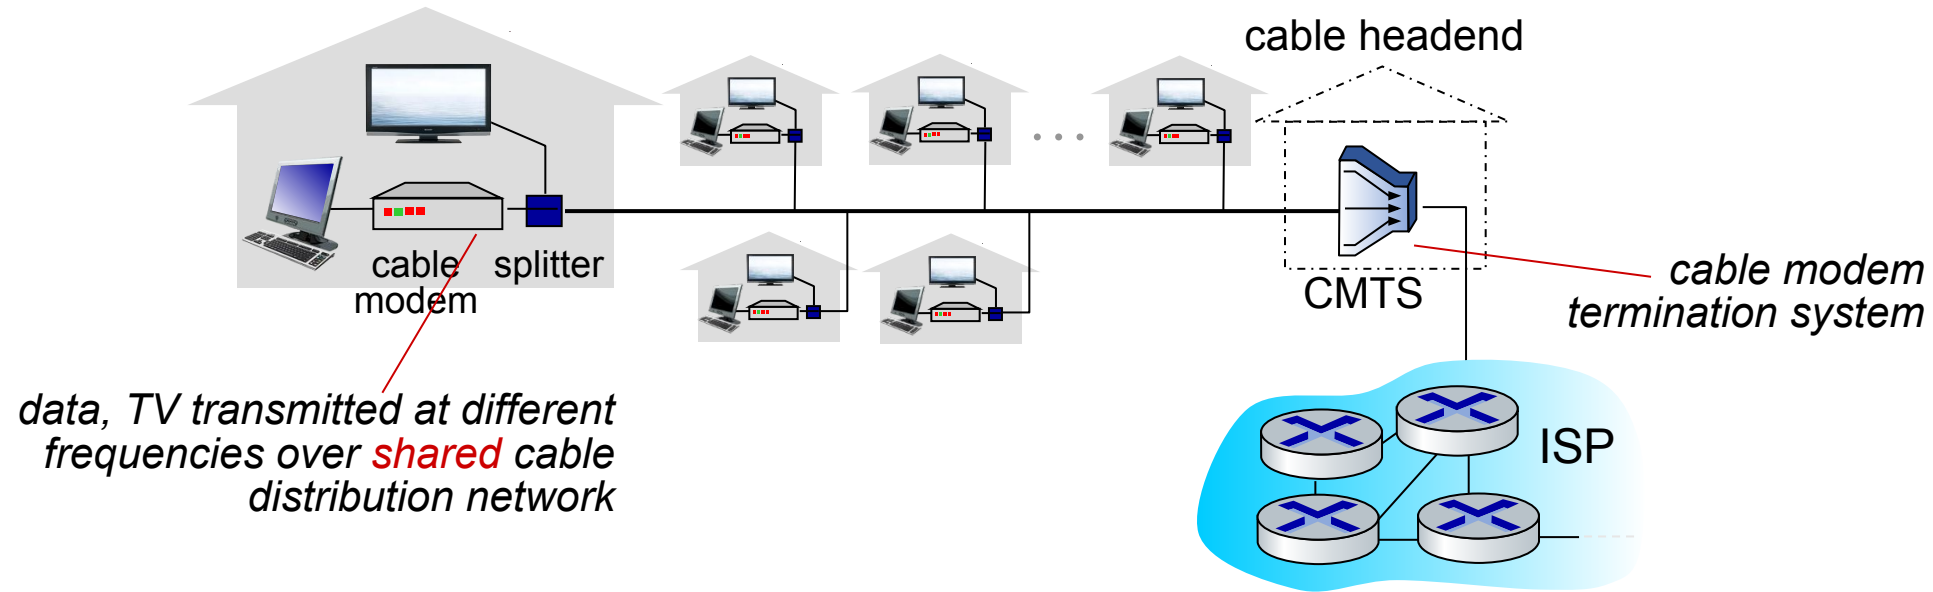 cable headend
cable
modem
splitter
CMTS
cable modem
termination system
data, TV transmitted at different
frequencies over shared cable
distribution network
ISP